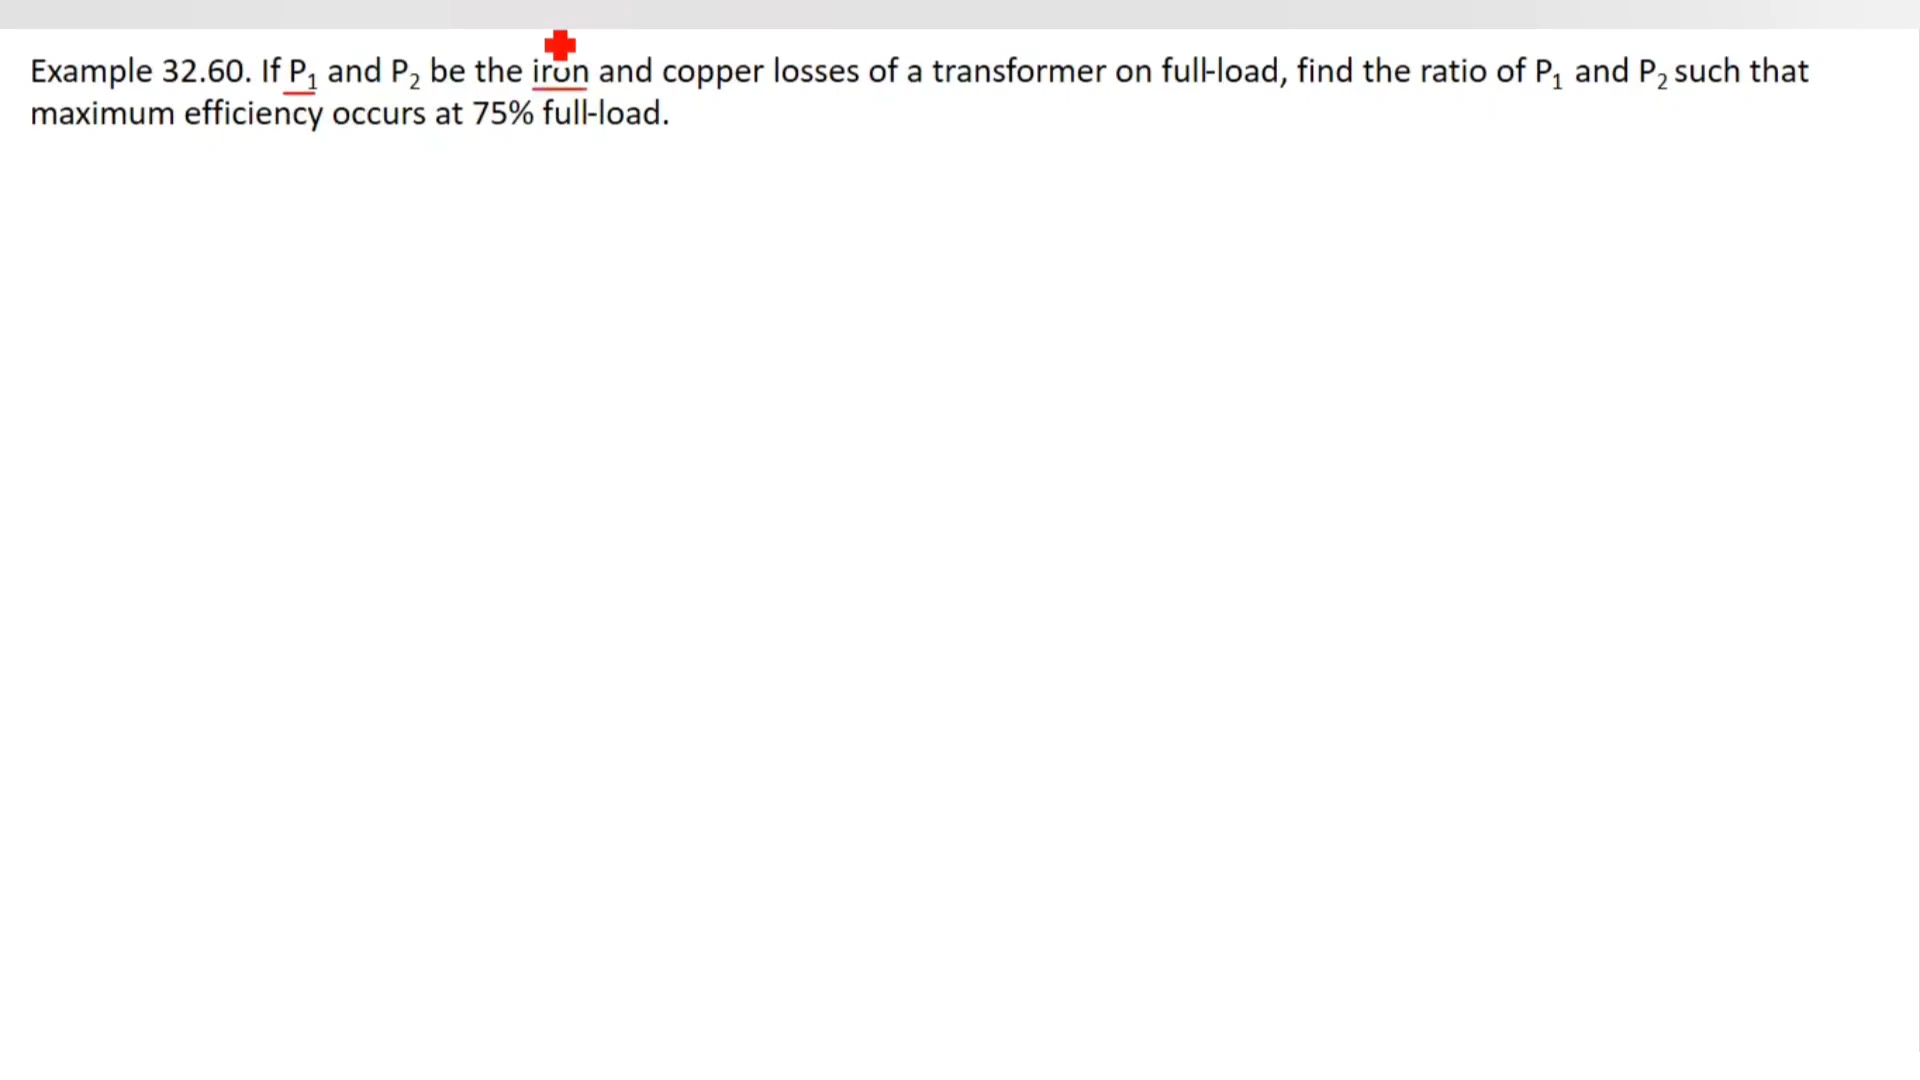 Example 32.60. If P₁ and P₂ be the iron and copper losses of a transformer on full-load, find the ratio of P₁ and P₂ such that
maximum efficiency occurs at 75% full-load.